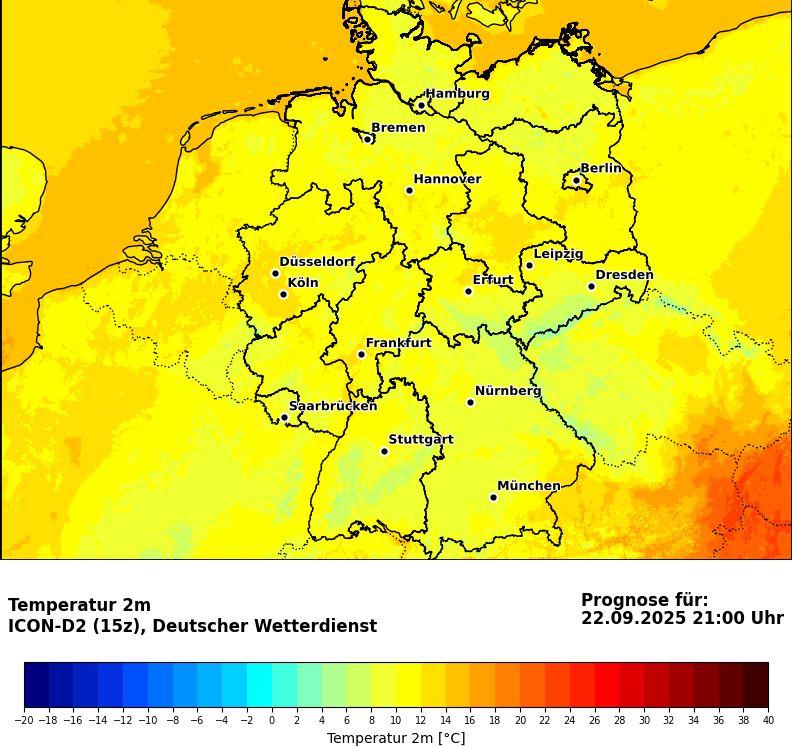 Hamburg
Bremen
Berlin
Hannover
Leipzig
Düsseldorf
Dresden
Köln
Erfurt
Frankfurt
Nürnberg
Saarbrücken
Stuttgart
München
Temperatur 2m
ICON-D2 (15z), Deutscher Wetterdienst
Prognose für:
22.09.2025 21:00 Uhr
−20 −18 −16 −14 −12 −10 −8 −6 −4 −2 0 2 4 6 8 10 12 14 16 18 20 22 24 26 28 30 32 34 36 38 40
Temperatur 2m [°C]